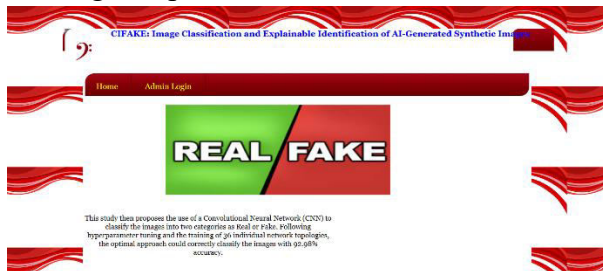 CIFAKE: Image Classification and Explainable Identification of AI-Generated Synthetic Images
Home Admin Login
REAL FAKE
This study then proposes the use of a Convolutional Neural Network (CNN) to
classify the images into two categories as Real or Fake. Following
hyperparameter tuning and the training of 36 individual network topologies,
the optimal approach could correctly classify the images with 92.98%
accuracy.